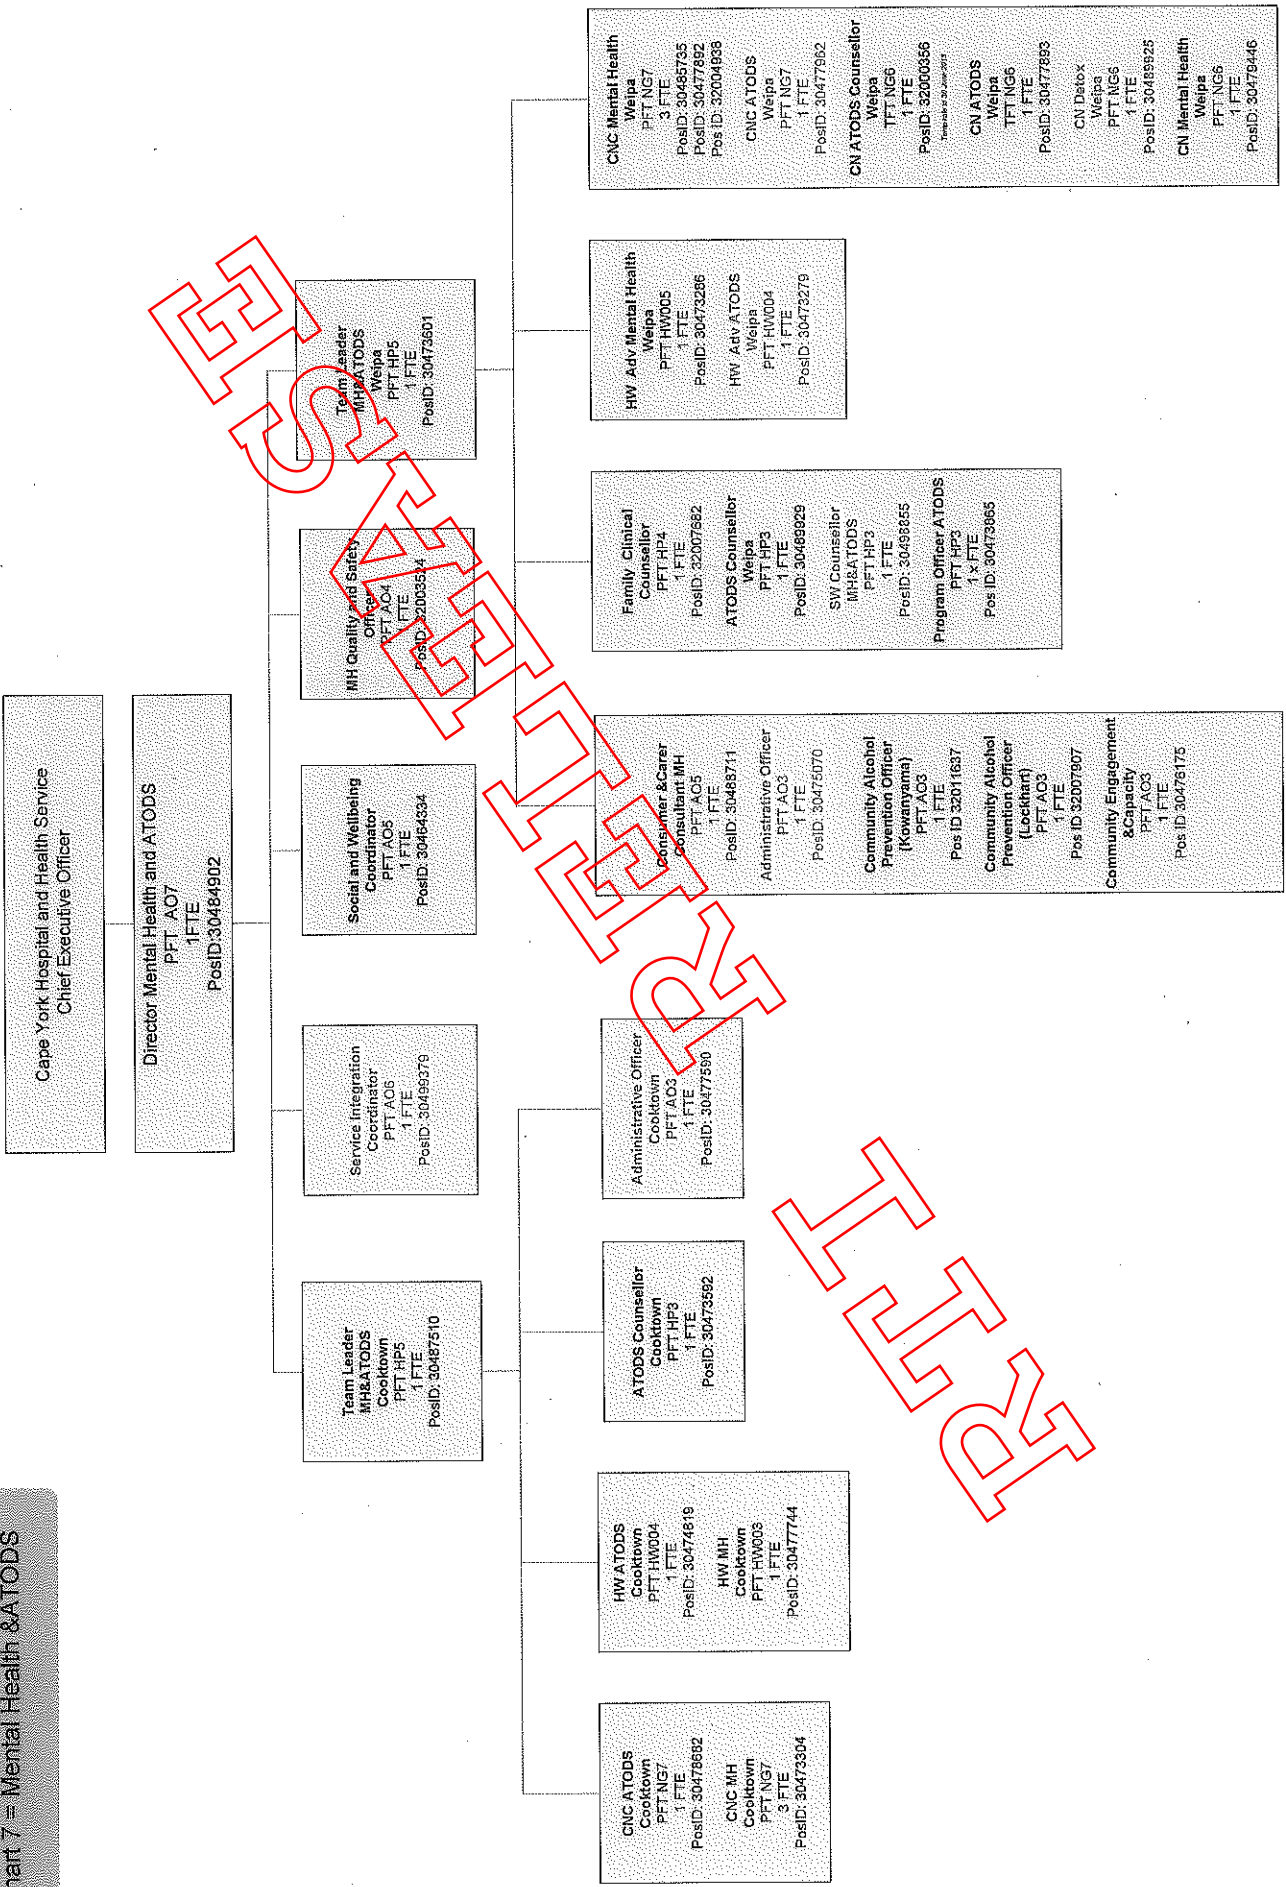 hart 7 = Mental Health &ATODS
Cape York Hospital and Health Service
Chief Executive Officer
Director Mental Health and ATODS
PFT AO7
1FTE
PosID:30484902
Team Leader
MH&ATODS
Cooktown
PFT HP5
1 FTE
PosID: 30487510
Service Integration
Coordinator
PFT AO6
1 FTE
PosID: 30499379
Social and Wellbeing
Coordinator
PFT AO5
1 FTE
PosID: 30464334
MH Quality and Safety
Officer
PFT AO4
1 FTE
PosID: 32003524
Team Leader
MH&ATODS
Weipa
PFT HP5
1 FTE
PosID: 30473601
CNC ATODS
Cooktown
PFT NG7
1 FTE
PosID: 30478682
CNC MH
Cooktown
PFT NG7
3 FTE
PosID: 30473304
HW ATODS
Cooktown
PFT HW004
1 FTE
PosID: 30474819
HW MH
Cooktown
PFT HW003
1 FTE
PosID: 30477744
ATODS Counsellor
Cooktown
PFT HP3
1 FTE
PosID: 30473592
Administrative Officer
Cooktown
PFT AO3
1 FTE
PosID: 30477590
Consumer &Carer
Consultant MH
PFT AO5
1 FTE
PosID: 30488711
Administrative Officer
PFT AO3
1 FTE
PosID: 30475070
Community Alcohol
Prevention Officer
(Kowanyama)
PFT AO3
1 FTE
Pos ID 32011637
Community Alcohol
Prevention Officer
(Lockhart)
PFT AO3
1 FTE
Pos ID 32007907
Community Engagement
&Capacity
PFT AO3
1 FTE
Pos ID 30476175
Family Clinical
Counsellor
PFT HP4
1 FTE
PosID: 32007682
ATODS Counsellor
Weipa
PFT HP3
1 FTE
PosID: 30489929
SW Counsellor
MH&ATODS
PFT HP3
1 FTE
PosID: 30498855
Program Officer ATODS
PFT HP3
1 x FTE
Pos ID: 30473865
HW Adv Mental Health
Weipa
PFT HW005
1 FTE
PosID: 30473286
HW Adv ATODS
Weipa
PFT HW004
1 FTE
PosID: 30473279
CNC Mental Health
Weipa
PFT NG7
3 FTE
PosID: 30485735
PosID: 30477892
Pos ID: 32004938
CNC ATODS
Weipa
PFT NG7
1 FTE
PosID: 30477962
CN ATODS Counsellor
Weipa
TFT NG6
1 FTE
PosID: 32000356
CN ATODS
Weipa
TFT NG6
1 FTE
PosID: 30477893
CN Detox
Weipa
PFT NG6
1 FTE
PosID: 30489925
CN Mental Health
Weipa
PFT NG6
1 FTE
PosID: 30479446
RTI RELEASE